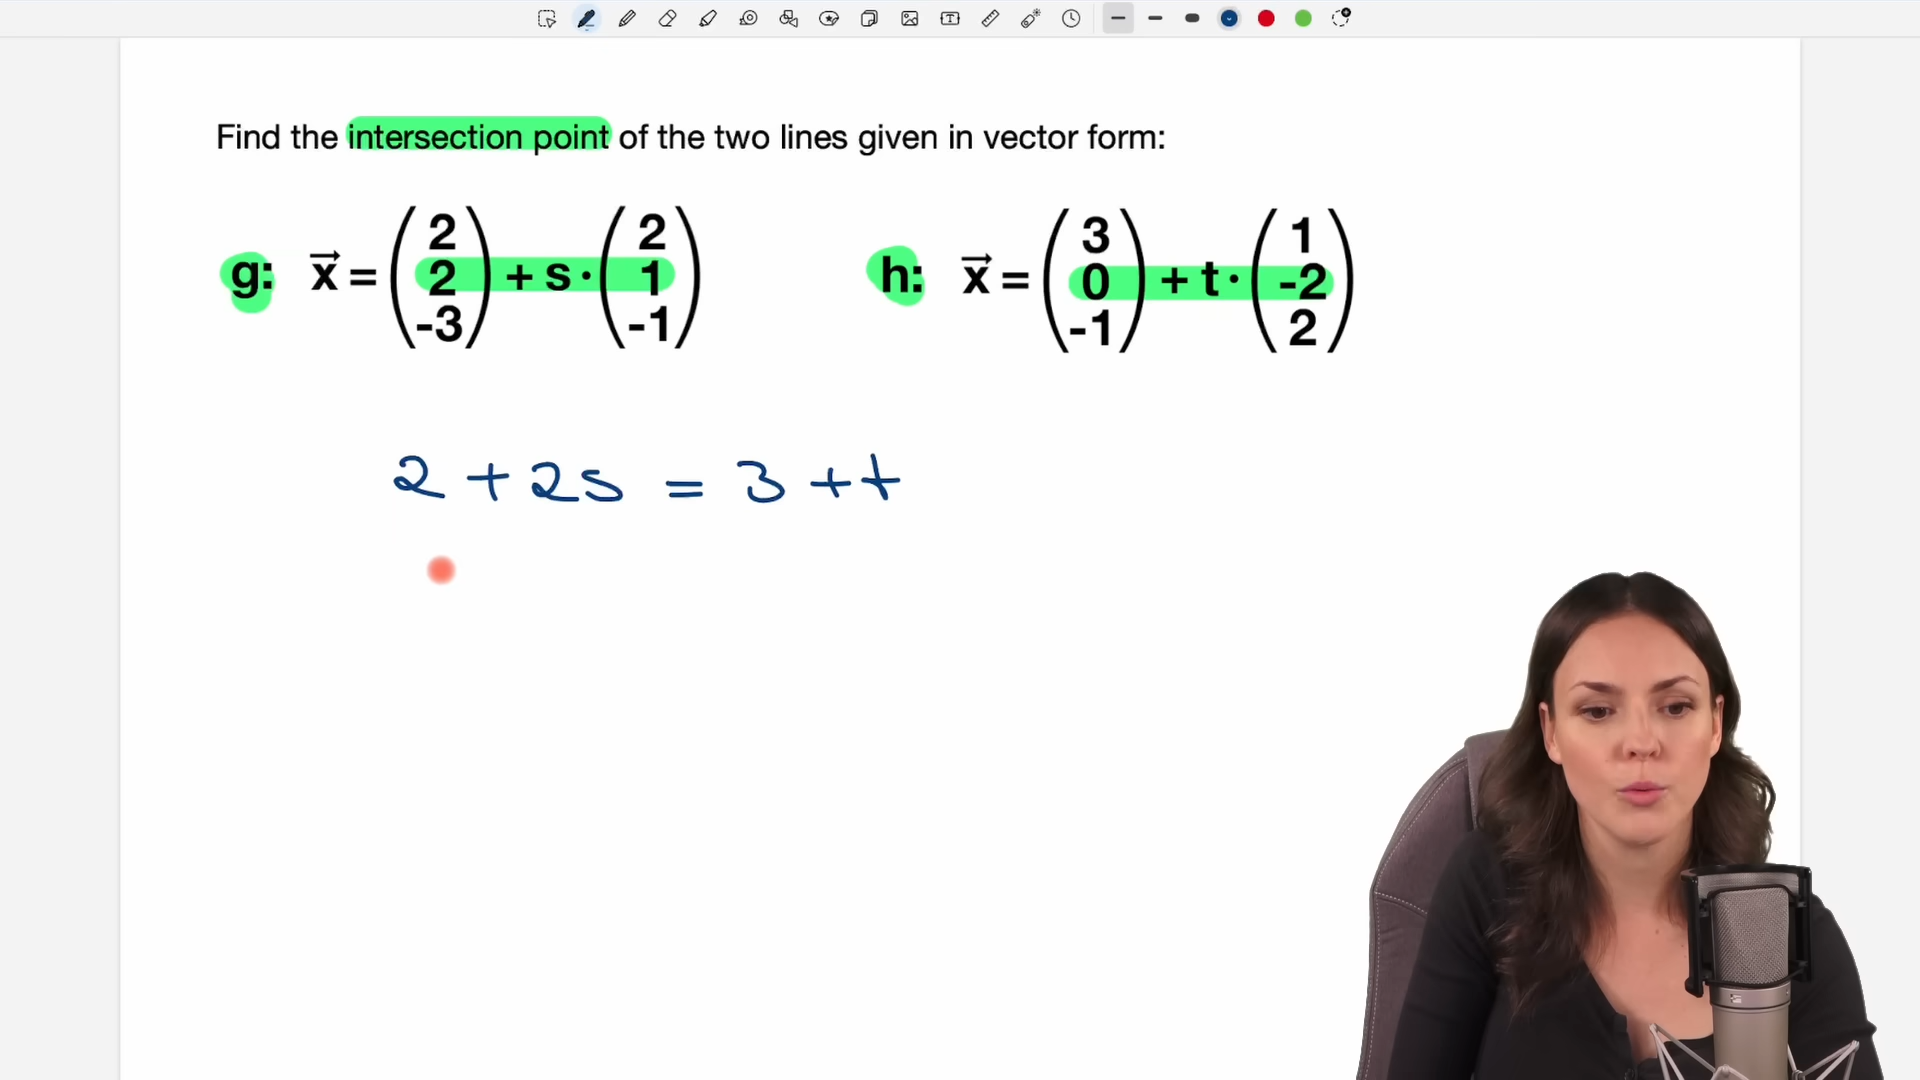 Find the intersection point of the two lines given in vector form:
g: x⃗ = (2 2 -3) + s · (2 1 -1)
h: x⃗ = (3 0 -1) + t · (1 -2 2)
2 + 2s = 3 + t